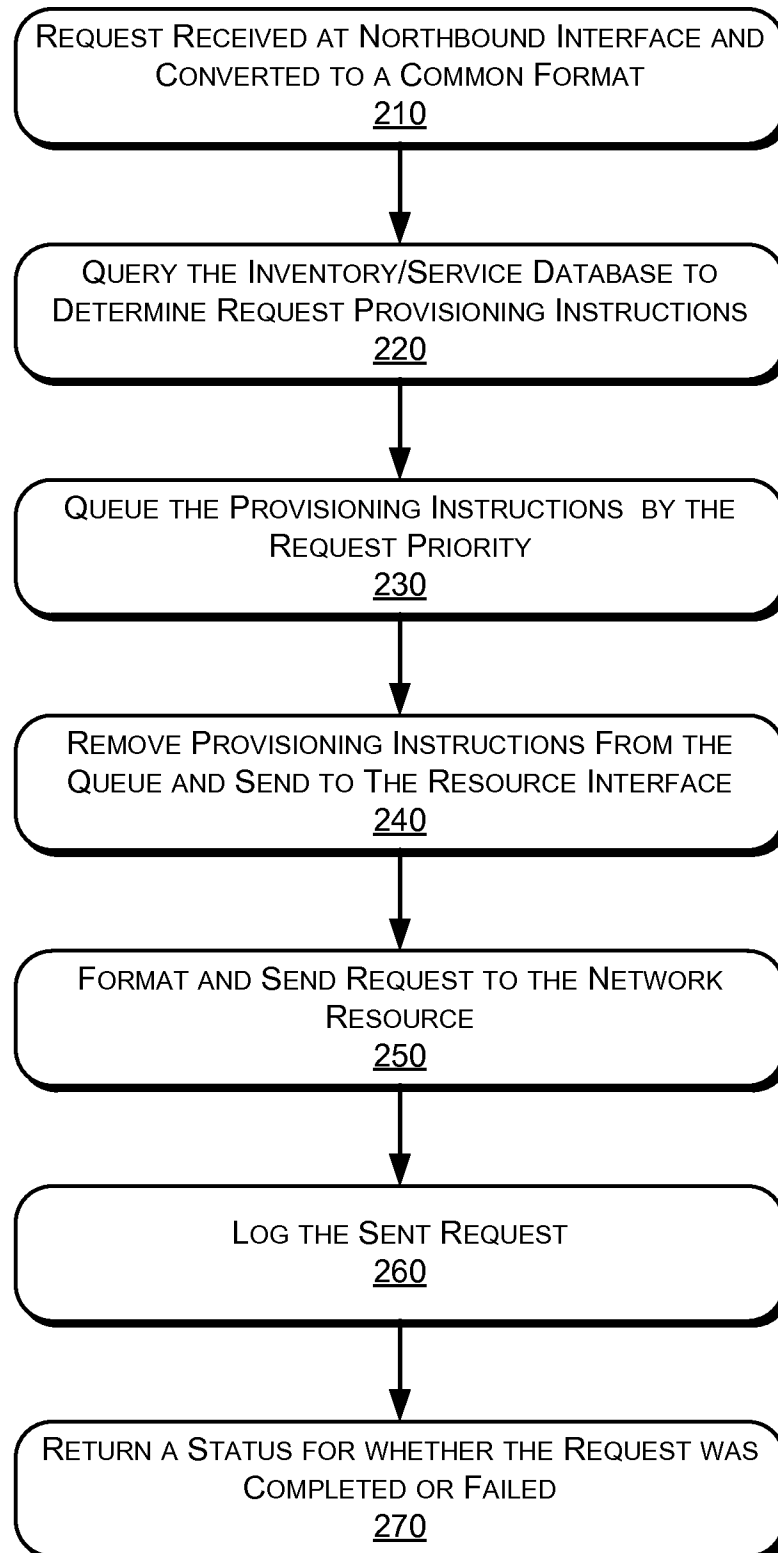 REQUEST RECEIVED AT NORTHBOUND INTERFACE AND
CONVERTED TO A COMMON FORMAT
210
QUERY THE INVENTORY/SERVICE DATABASE TO
DETERMINE REQUEST PROVISIONING INSTRUCTIONS
220
QUEUE THE PROVISIONING INSTRUCTIONS BY THE
REQUEST PRIORITY
230
REMOVE PROVISIONING INSTRUCTIONS FROM THE
QUEUE AND SEND TO THE RESOURCE INTERFACE
240
FORMAT AND SEND REQUEST TO THE NETWORK
RESOURCE
250
LOG THE SENT REQUEST
260
RETURN A STATUS FOR WHETHER THE REQUEST WAS
COMPLETED OR FAILED
270